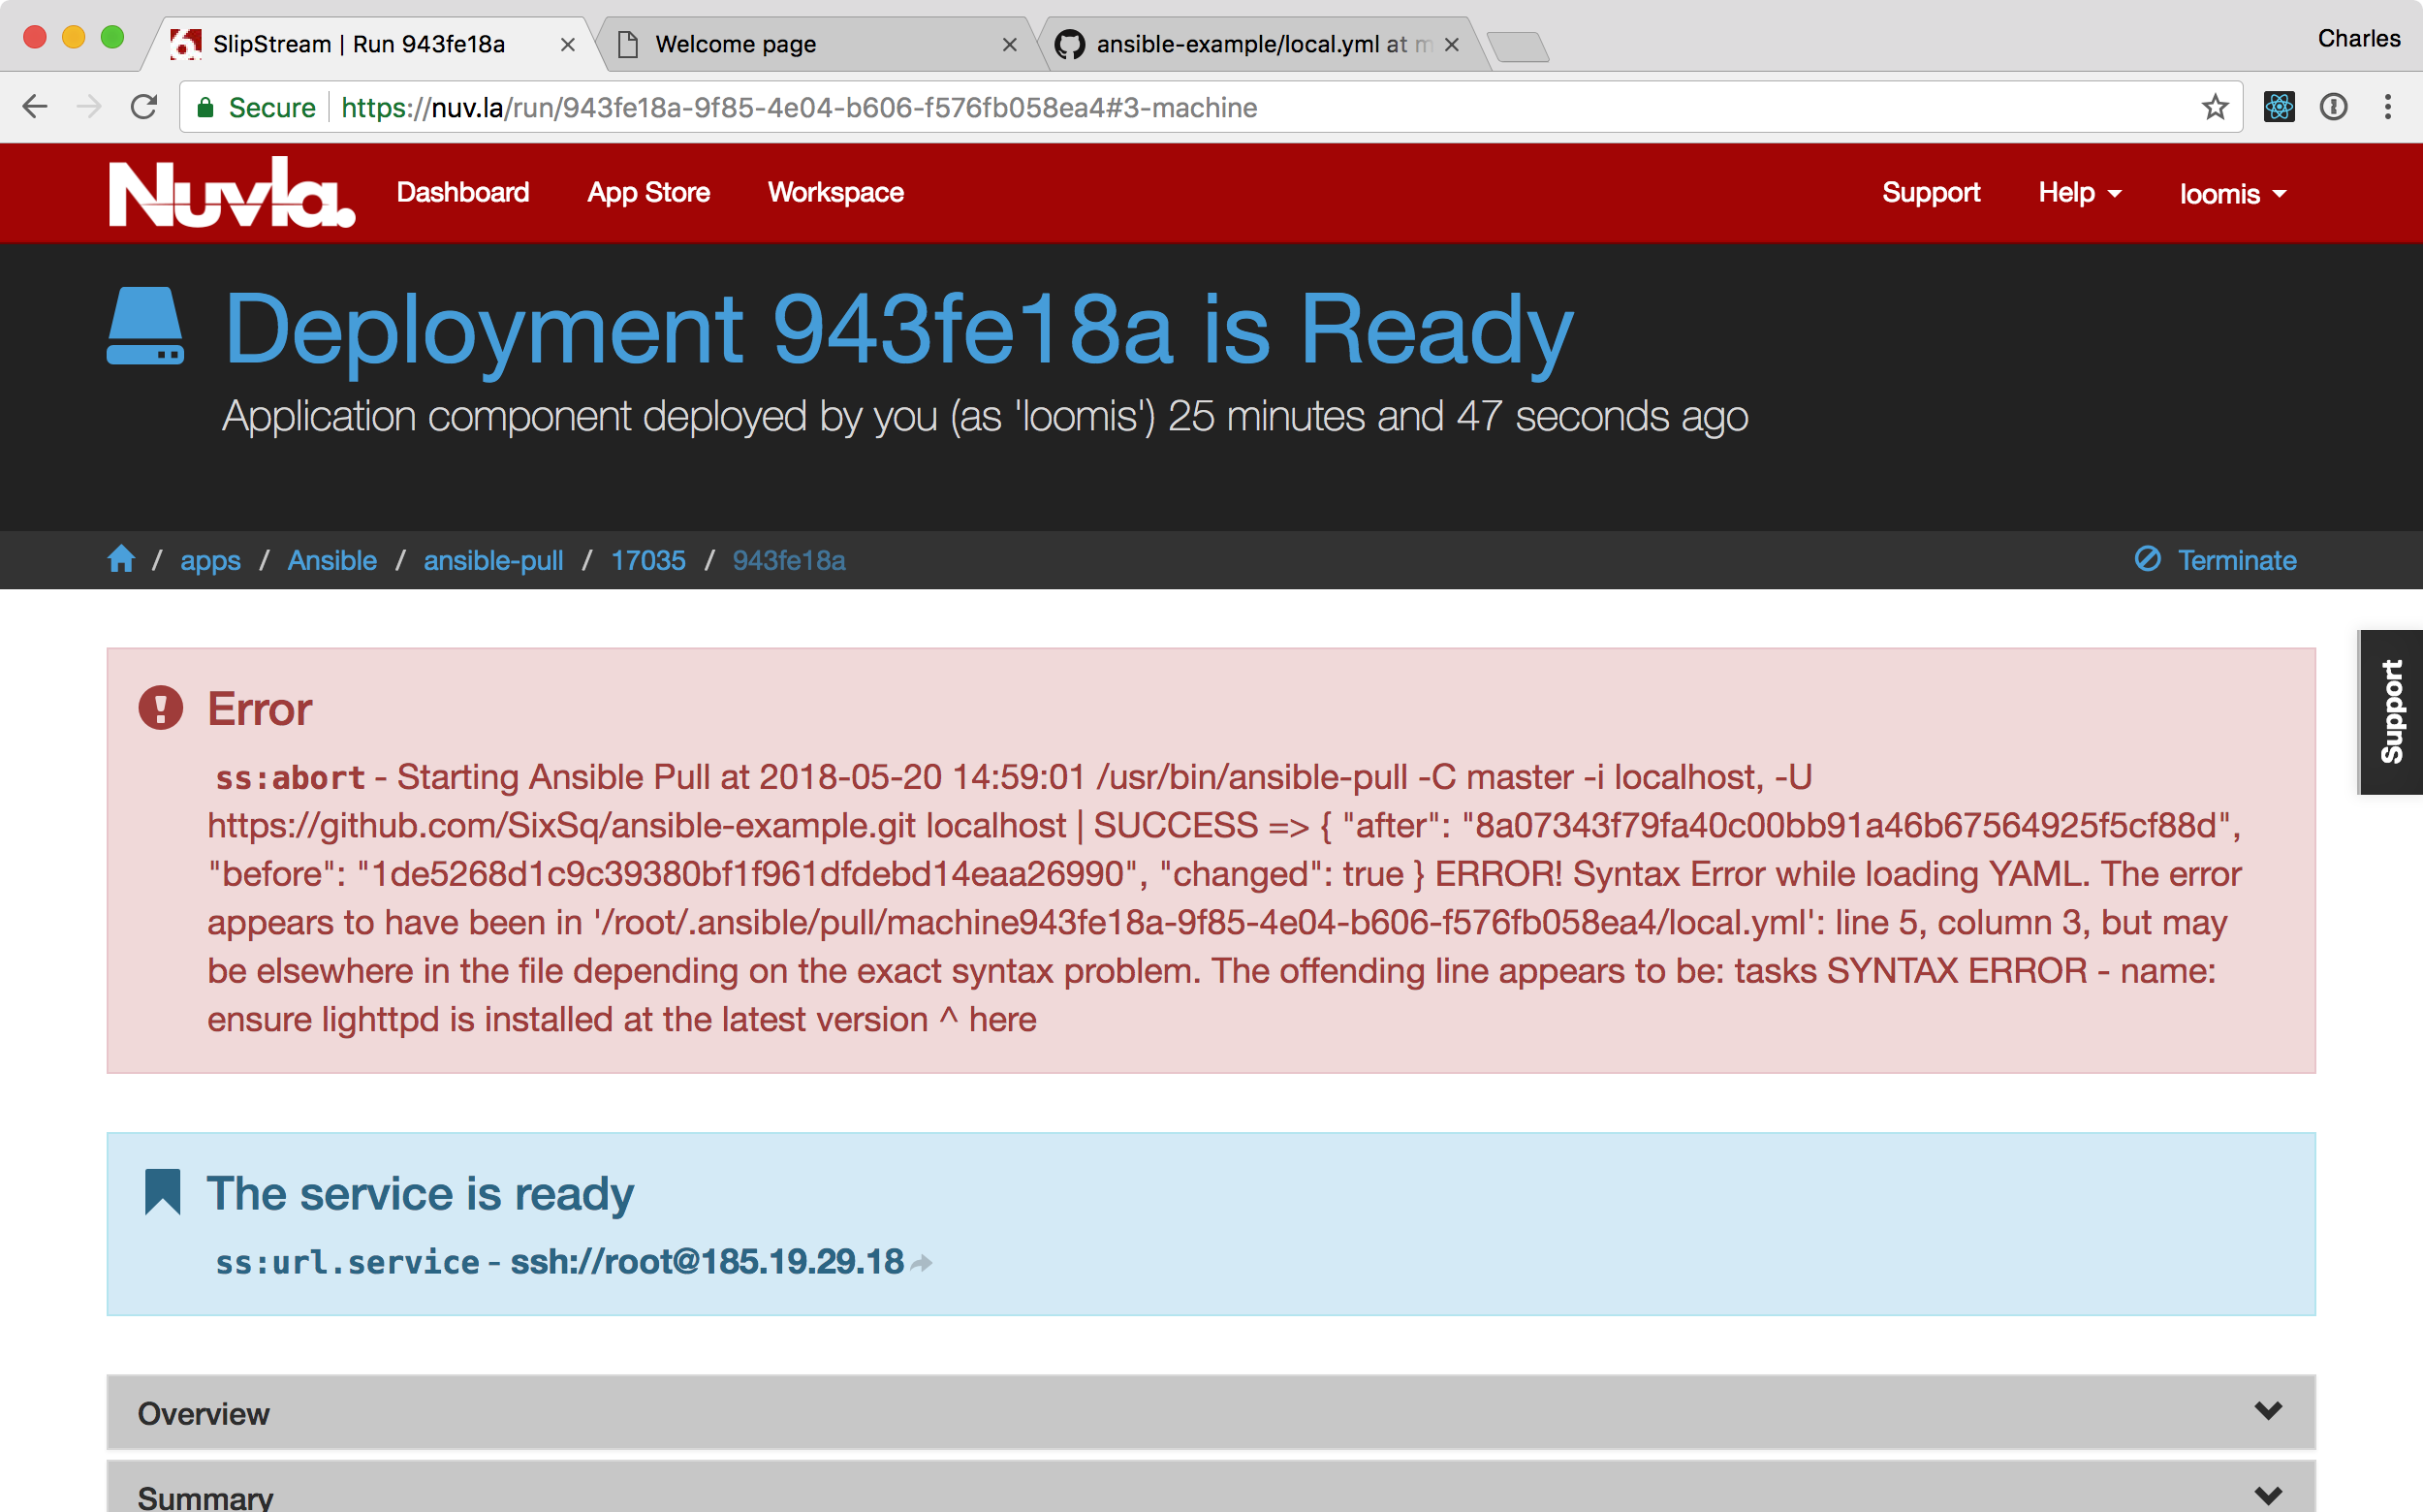 SlipStream | Run 943fe18a
Welcome page
ansible-example/local.yml at m
Charles
Secure https://nuv.la/run/943fe18a-9f85-4e04-b606-f576fb058ea4#3-machine
Nuvla.
Dashboard
App Store
Workspace
Support
Help
loomis
Deployment 943fe18a is Ready
Application component deployed by you (as 'loomis') 25 minutes and 47 seconds ago
/ apps / Ansible / ansible-pull / 17035 / 943fe18a
Terminate
Support
Error
ss:abort - Starting Ansible Pull at 2018-05-20 14:59:01 /usr/bin/ansible-pull -C master -i localhost, -U
https://github.com/SixSq/ansible-example.git localhost | SUCCESS => { "after": "8a07343f79fa40c00bb91a46b67564925f5cf88d",
"before": "1de5268d1c9c39380bf1f961dfdebd14eaa26990", "changed": true } ERROR! Syntax Error while loading YAML. The error
appears to have been in '/root/.ansible/pull/machine943fe18a-9f85-4e04-b606-f576fb058ea4/local.yml': line 5, column 3, but may
be elsewhere in the file depending on the exact syntax problem. The offending line appears to be: tasks SYNTAX ERROR - name:
ensure lighttpd is installed at the latest version ^ here
The service is ready
ss:url.service - ssh://root@185.19.29.18
Overview
Summary